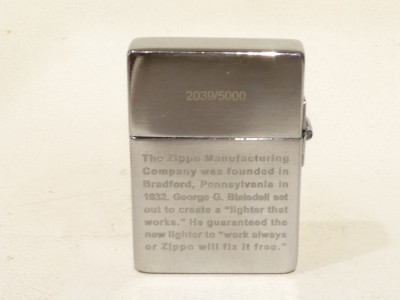 2039/5000
The Zippo Manufacturing
Company was founded in
Bradford, Pennsylvania in
1932. George G. Blaisdell set
out to create a "lighter that
works." He guaranteed the
new lighter to "work always
or Zippo will fix it free."